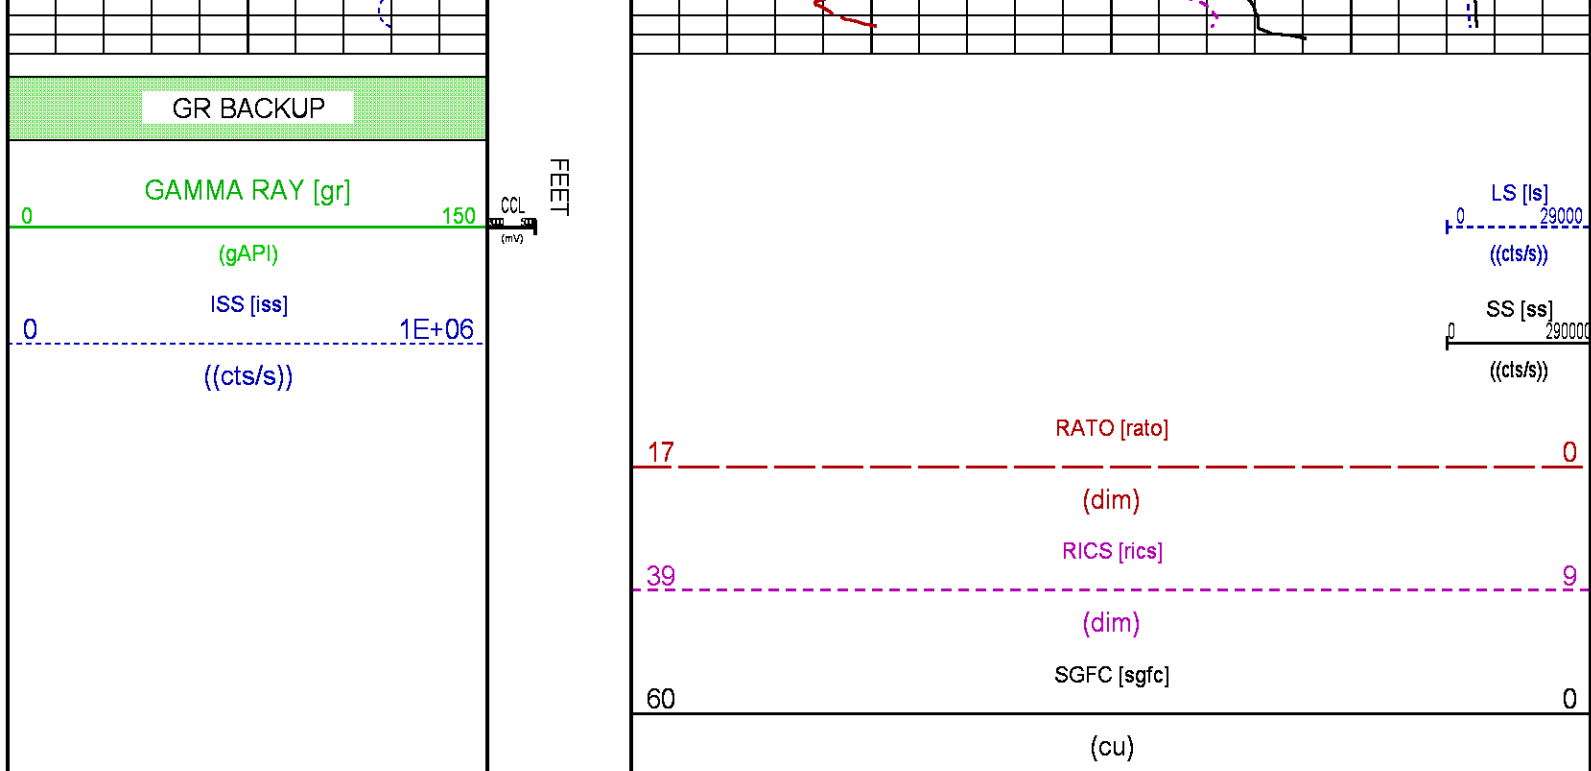 GR BACKUP
GAMMA RAY [gr]
0 150
(gAPI)
ISS [iss]
0 1E+06
((cts/s))
FEET
CCL
(mV)
LS [ls]
0 29000
((cts/s))
SS [ss]
0 290000
((cts/s))
RATO [rato]
17 0
(dim)
RICS [rics]
39 9
(dim)
SGFC [sgfc]
60 0
(cu)